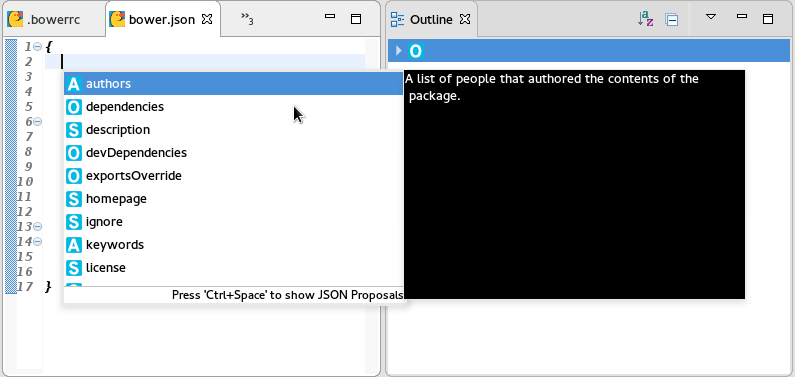 .bowerrc
bower.json
»3
Outline
1 {
2
3
4
5
6
7
8
9
10
11
12
13
14
15
16
17 }
O
A authors
O dependencies
S description
O devDependencies
O exportsOverride
S homepage
S ignore
A keywords
S license
Press 'Ctrl+Space' to show JSON Proposals
A list of people that authored the contents of the
package.